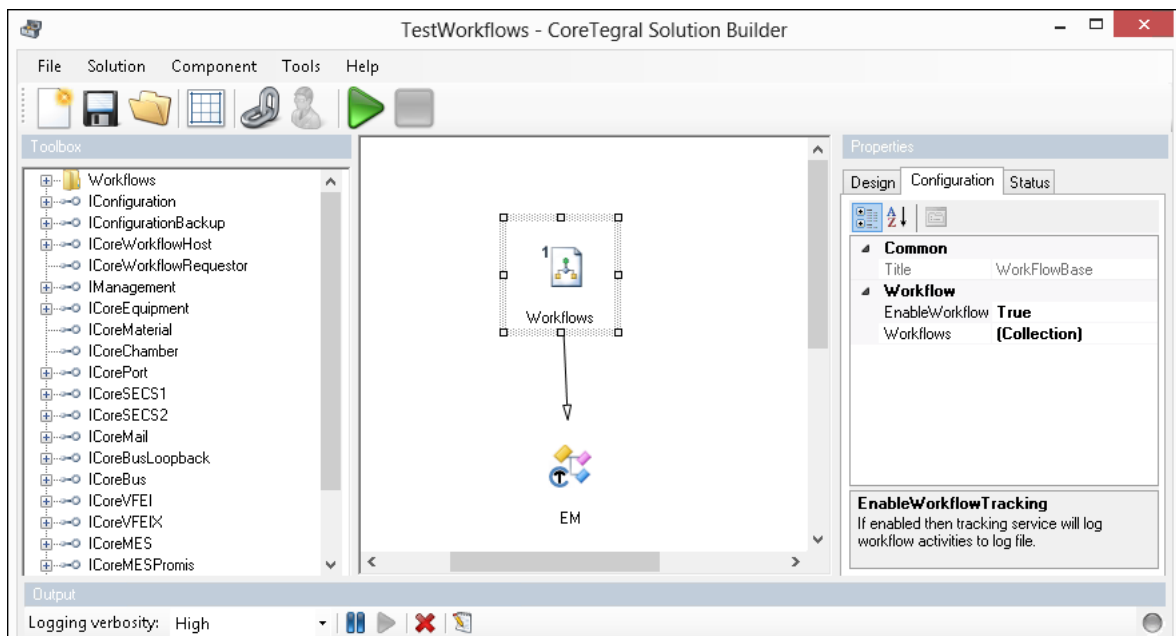 TestWorkflows - CoreTegral Solution Builder
File Solution Component Tools Help
Toolbox
Workflows
IConfiguration
IConfigurationBackup
ICoreWorkflowHost
ICoreWorkflowRequestor
IManagement
ICoreEquipment
ICoreMaterial
ICoreChamber
ICorePort
ICoreSECS1
ICoreSECS2
ICoreMail
ICoreBusLoopback
ICoreBus
ICoreVFEI
ICoreVFEIX
ICoreMES
ICoreMESPromis
1
Workflows
EM
Properties
Design Configuration Status
Common
Title WorkFlowBase
Workflow
EnableWorkflow True
Workflows (Collection)
EnableWorkflowTracking
If enabled then tracking service will log
workflow activities to log file.
Output
Logging verbosity: High